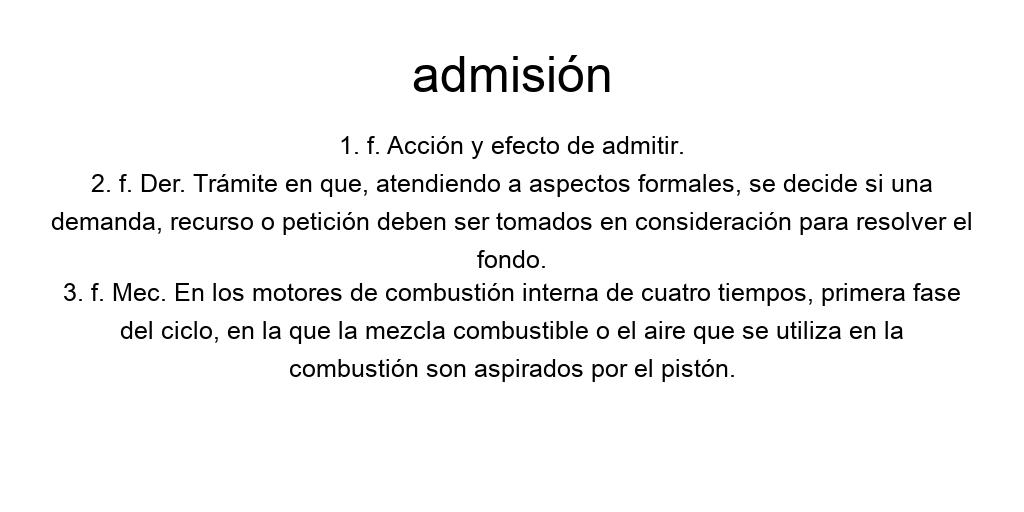 admisión
1. f. Acción y efecto de admitir.
2. f. Der. Trámite en que, atendiendo a aspectos formales, se decide si una
demanda, recurso o petición deben ser tomados en consideración para resolver el
fondo.
3. f. Mec. En los motores de combustión interna de cuatro tiempos, primera fase
del ciclo, en la que la mezcla combustible o el aire que se utiliza en la
combustión son aspirados por el pistón.